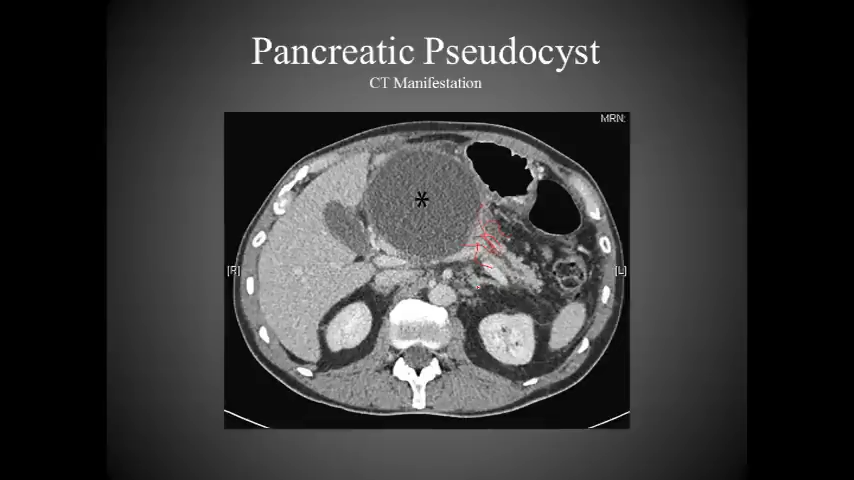 Pancreatic Pseudocyst
CT Manifestation
MRN:
*
[R]
[L]